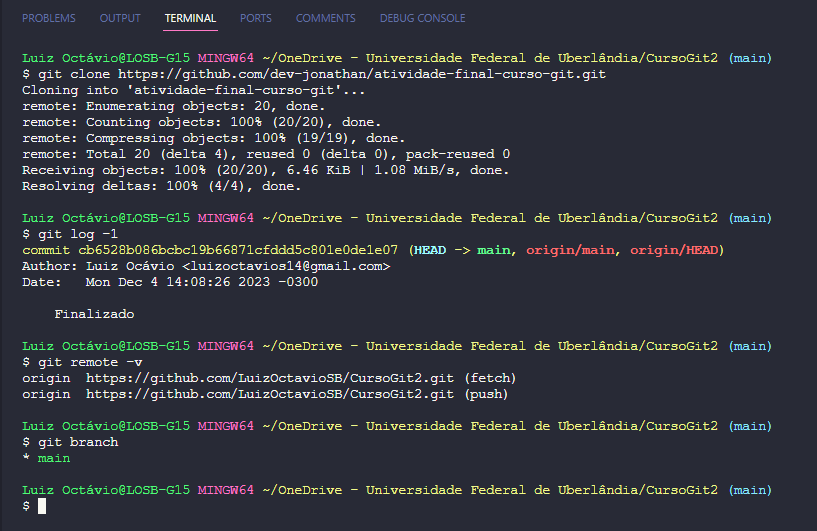 PROBLEMS OUTPUT TERMINAL PORTS COMMENTS DEBUG CONSOLE
Luiz Octávio@LOSB-G15 MINGW64 ~/OneDrive - Universidade Federal de Uberlândia/CursoGit2 (main)
$ git clone https://github.com/dev-jonathan/atividade-final-curso-git.git
Cloning into 'atividade-final-curso-git'...
remote: Enumerating objects: 20, done.
remote: Counting objects: 100% (20/20), done.
remote: Compressing objects: 100% (19/19), done.
remote: Total 20 (delta 4), reused 0 (delta 0), pack-reused 0
Receiving objects: 100% (20/20), 6.46 KiB | 1.08 MiB/s, done.
Resolving deltas: 100% (4/4), done.
Luiz Octávio@LOSB-G15 MINGW64 ~/OneDrive - Universidade Federal de Uberlândia/CursoGit2 (main)
$ git log -1
commit cb6528b086bcbc19b66871cfddd5c801e0de1e07 (HEAD -> main, origin/main, origin/HEAD)
Author: Luiz Ocávio <luizoctavios14@gmail.com>
Date:   Mon Dec 4 14:08:26 2023 -0300
Finalizado
Luiz Octávio@LOSB-G15 MINGW64 ~/OneDrive - Universidade Federal de Uberlândia/CursoGit2 (main)
$ git remote -v
origin  https://github.com/LuizOctavioSB/CursoGit2.git (fetch)
origin  https://github.com/LuizOctavioSB/CursoGit2.git (push)
Luiz Octávio@LOSB-G15 MINGW64 ~/OneDrive - Universidade Federal de Uberlândia/CursoGit2 (main)
$ git branch
* main
Luiz Octávio@LOSB-G15 MINGW64 ~/OneDrive - Universidade Federal de Uberlândia/CursoGit2 (main)
$